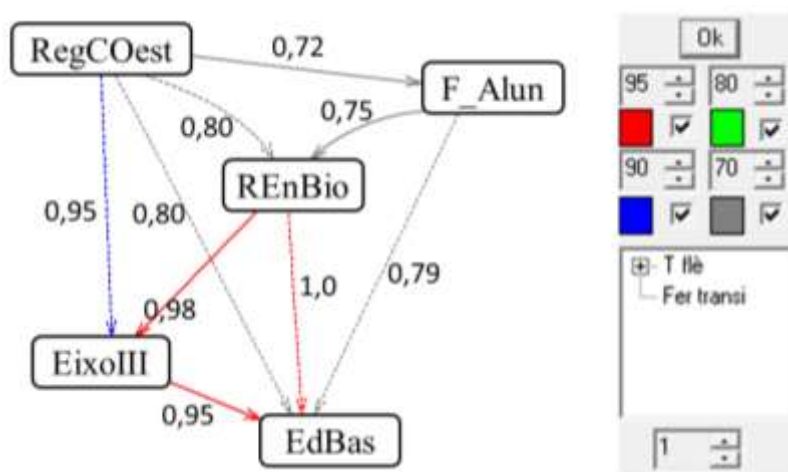 RegCOest
0,72
F_Alun
0,80
0,75
REnBio
0,95
0,80
0,98
1,0
0,79
EixoIII
0,95
EdBas
Ok
95
80
90
70
T flè
Fer transi
1